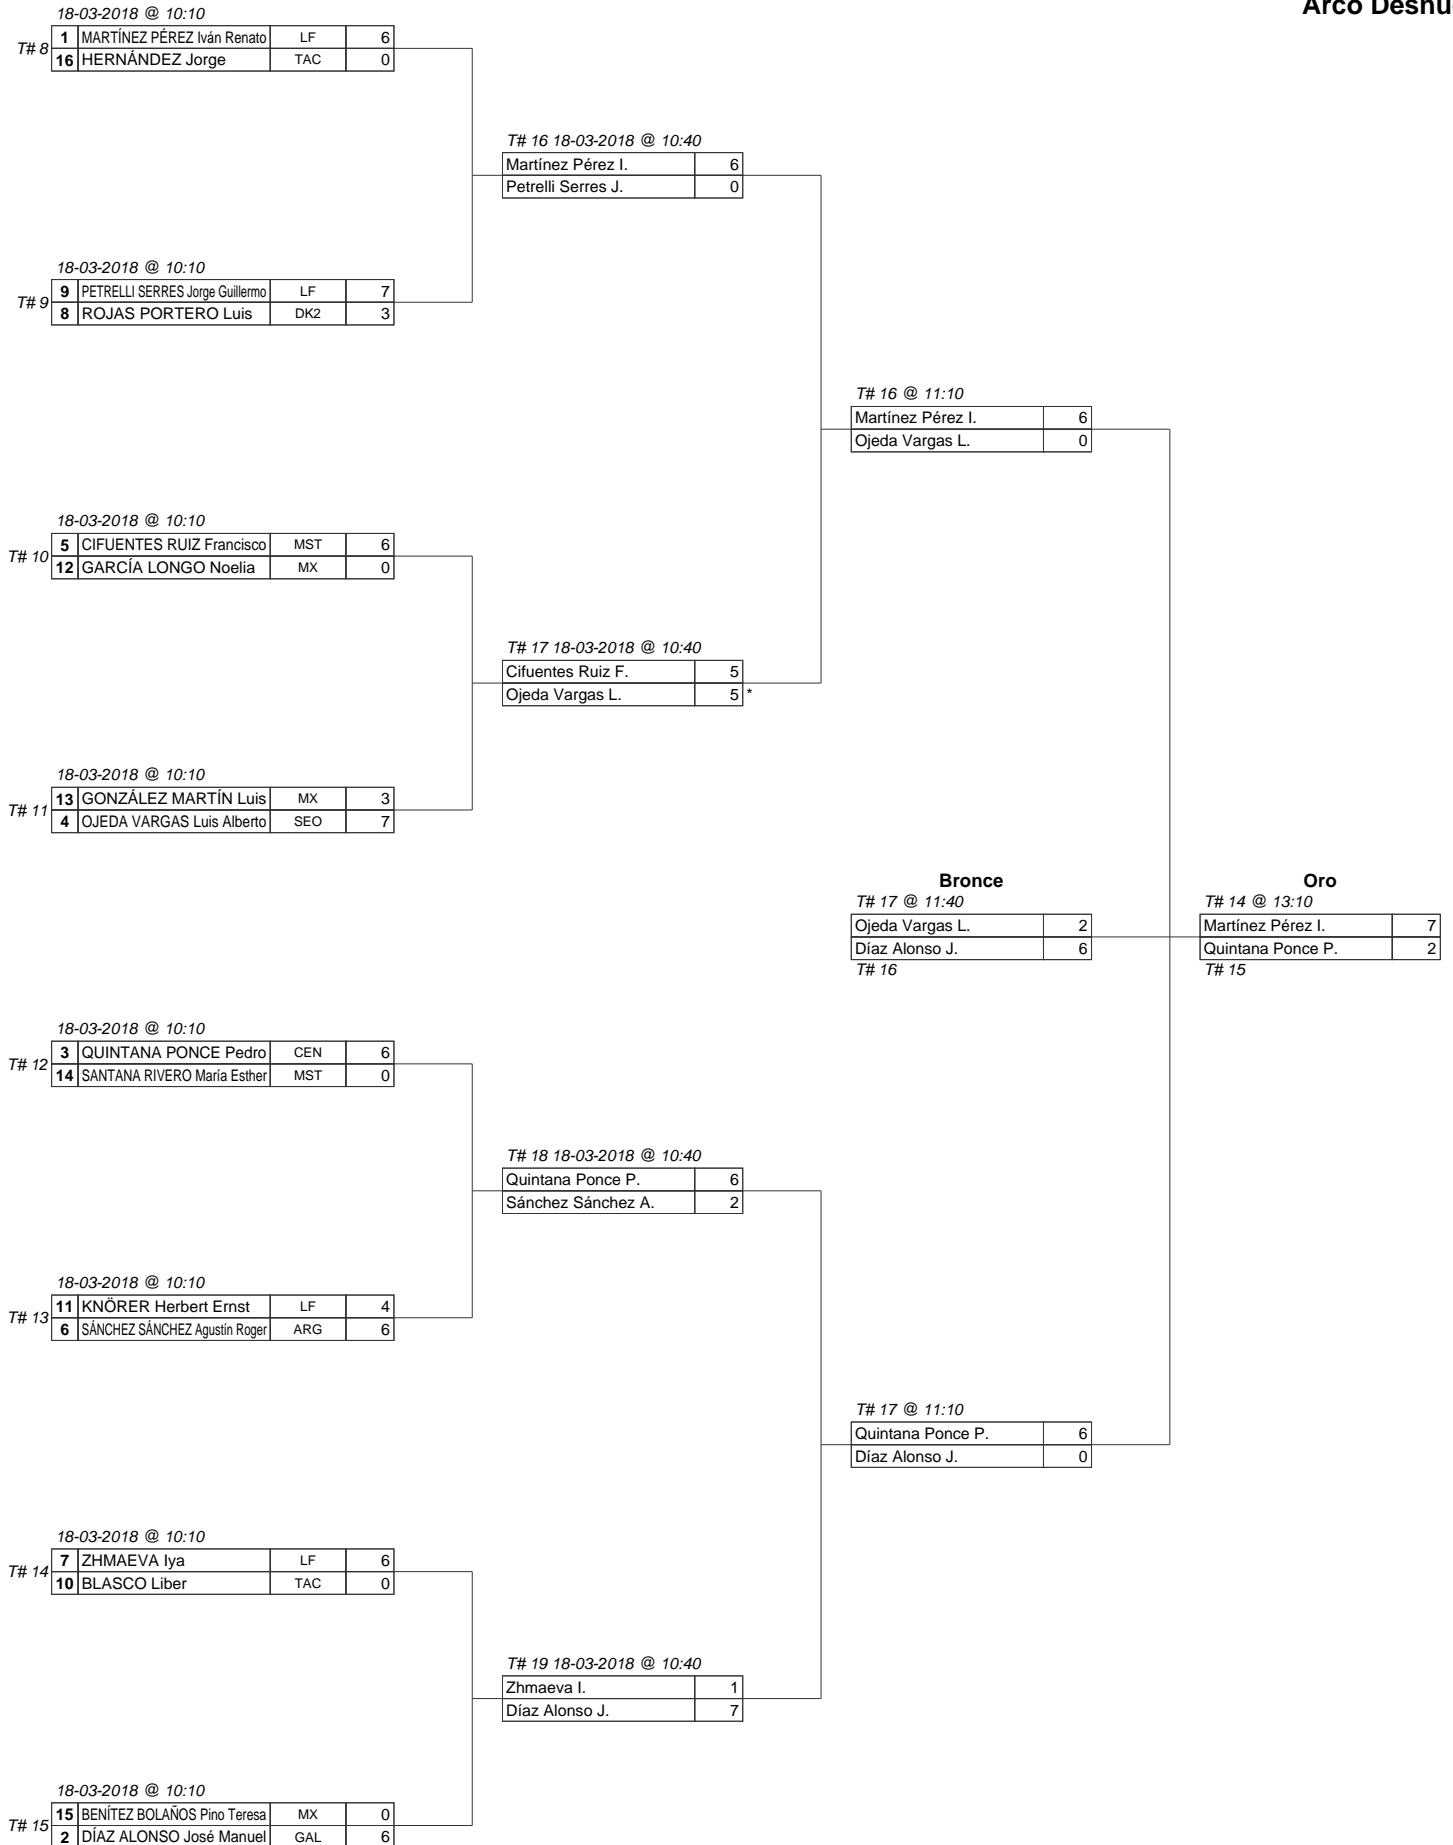 Arco Desnu
18-03-2018 @ 10:10
T# 8
1 MARTÍNEZ PÉREZ Iván Renato LF 6
16 HERNÁNDEZ Jorge TAC 0
T# 16 18-03-2018 @ 10:40
Martínez Pérez I. 6
Petrelli Serres J. 0
18-03-2018 @ 10:10
T# 9
9 PETRELLI SERRES Jorge Guillermo LF 7
8 ROJAS PORTERO Luis DK2 3
T# 16 @ 11:10
Martínez Pérez I. 6
Ojeda Vargas L. 0
18-03-2018 @ 10:10
T# 10
5 CIFUENTES RUIZ Francisco MST 6
12 GARCÍA LONGO Noelia MX 0
T# 17 18-03-2018 @ 10:40
Cifuentes Ruiz F. 5
Ojeda Vargas L. 5 *
18-03-2018 @ 10:10
T# 11
13 GONZÁLEZ MARTÍN Luis MX 3
4 OJEDA VARGAS Luis Alberto SEO 7
Bronce
T# 17 @ 11:40
Ojeda Vargas L. 2
Díaz Alonso J. 6
T# 16
Oro
T# 14 @ 13:10
Martínez Pérez I. 7
Quintana Ponce P. 2
T# 15
18-03-2018 @ 10:10
T# 12
3 QUINTANA PONCE Pedro CEN 6
14 SANTANA RIVERO María Esther MST 0
T# 18 18-03-2018 @ 10:40
Quintana Ponce P. 6
Sánchez Sánchez A. 2
18-03-2018 @ 10:10
T# 13
11 KNÖRER Herbert Ernst LF 4
6 SÁNCHEZ SÁNCHEZ Agustín Roger ARG 6
T# 17 @ 11:10
Quintana Ponce P. 6
Díaz Alonso J. 0
18-03-2018 @ 10:10
T# 14
7 ZHMAEVA Iya LF 6
10 BLASCO Liber TAC 0
T# 19 18-03-2018 @ 10:40
Zhmaeva I. 1
Díaz Alonso J. 7
18-03-2018 @ 10:10
T# 15
15 BENÍTEZ BOLAÑOS Pino Teresa MX 0
2 DÍAZ ALONSO José Manuel GAL 6